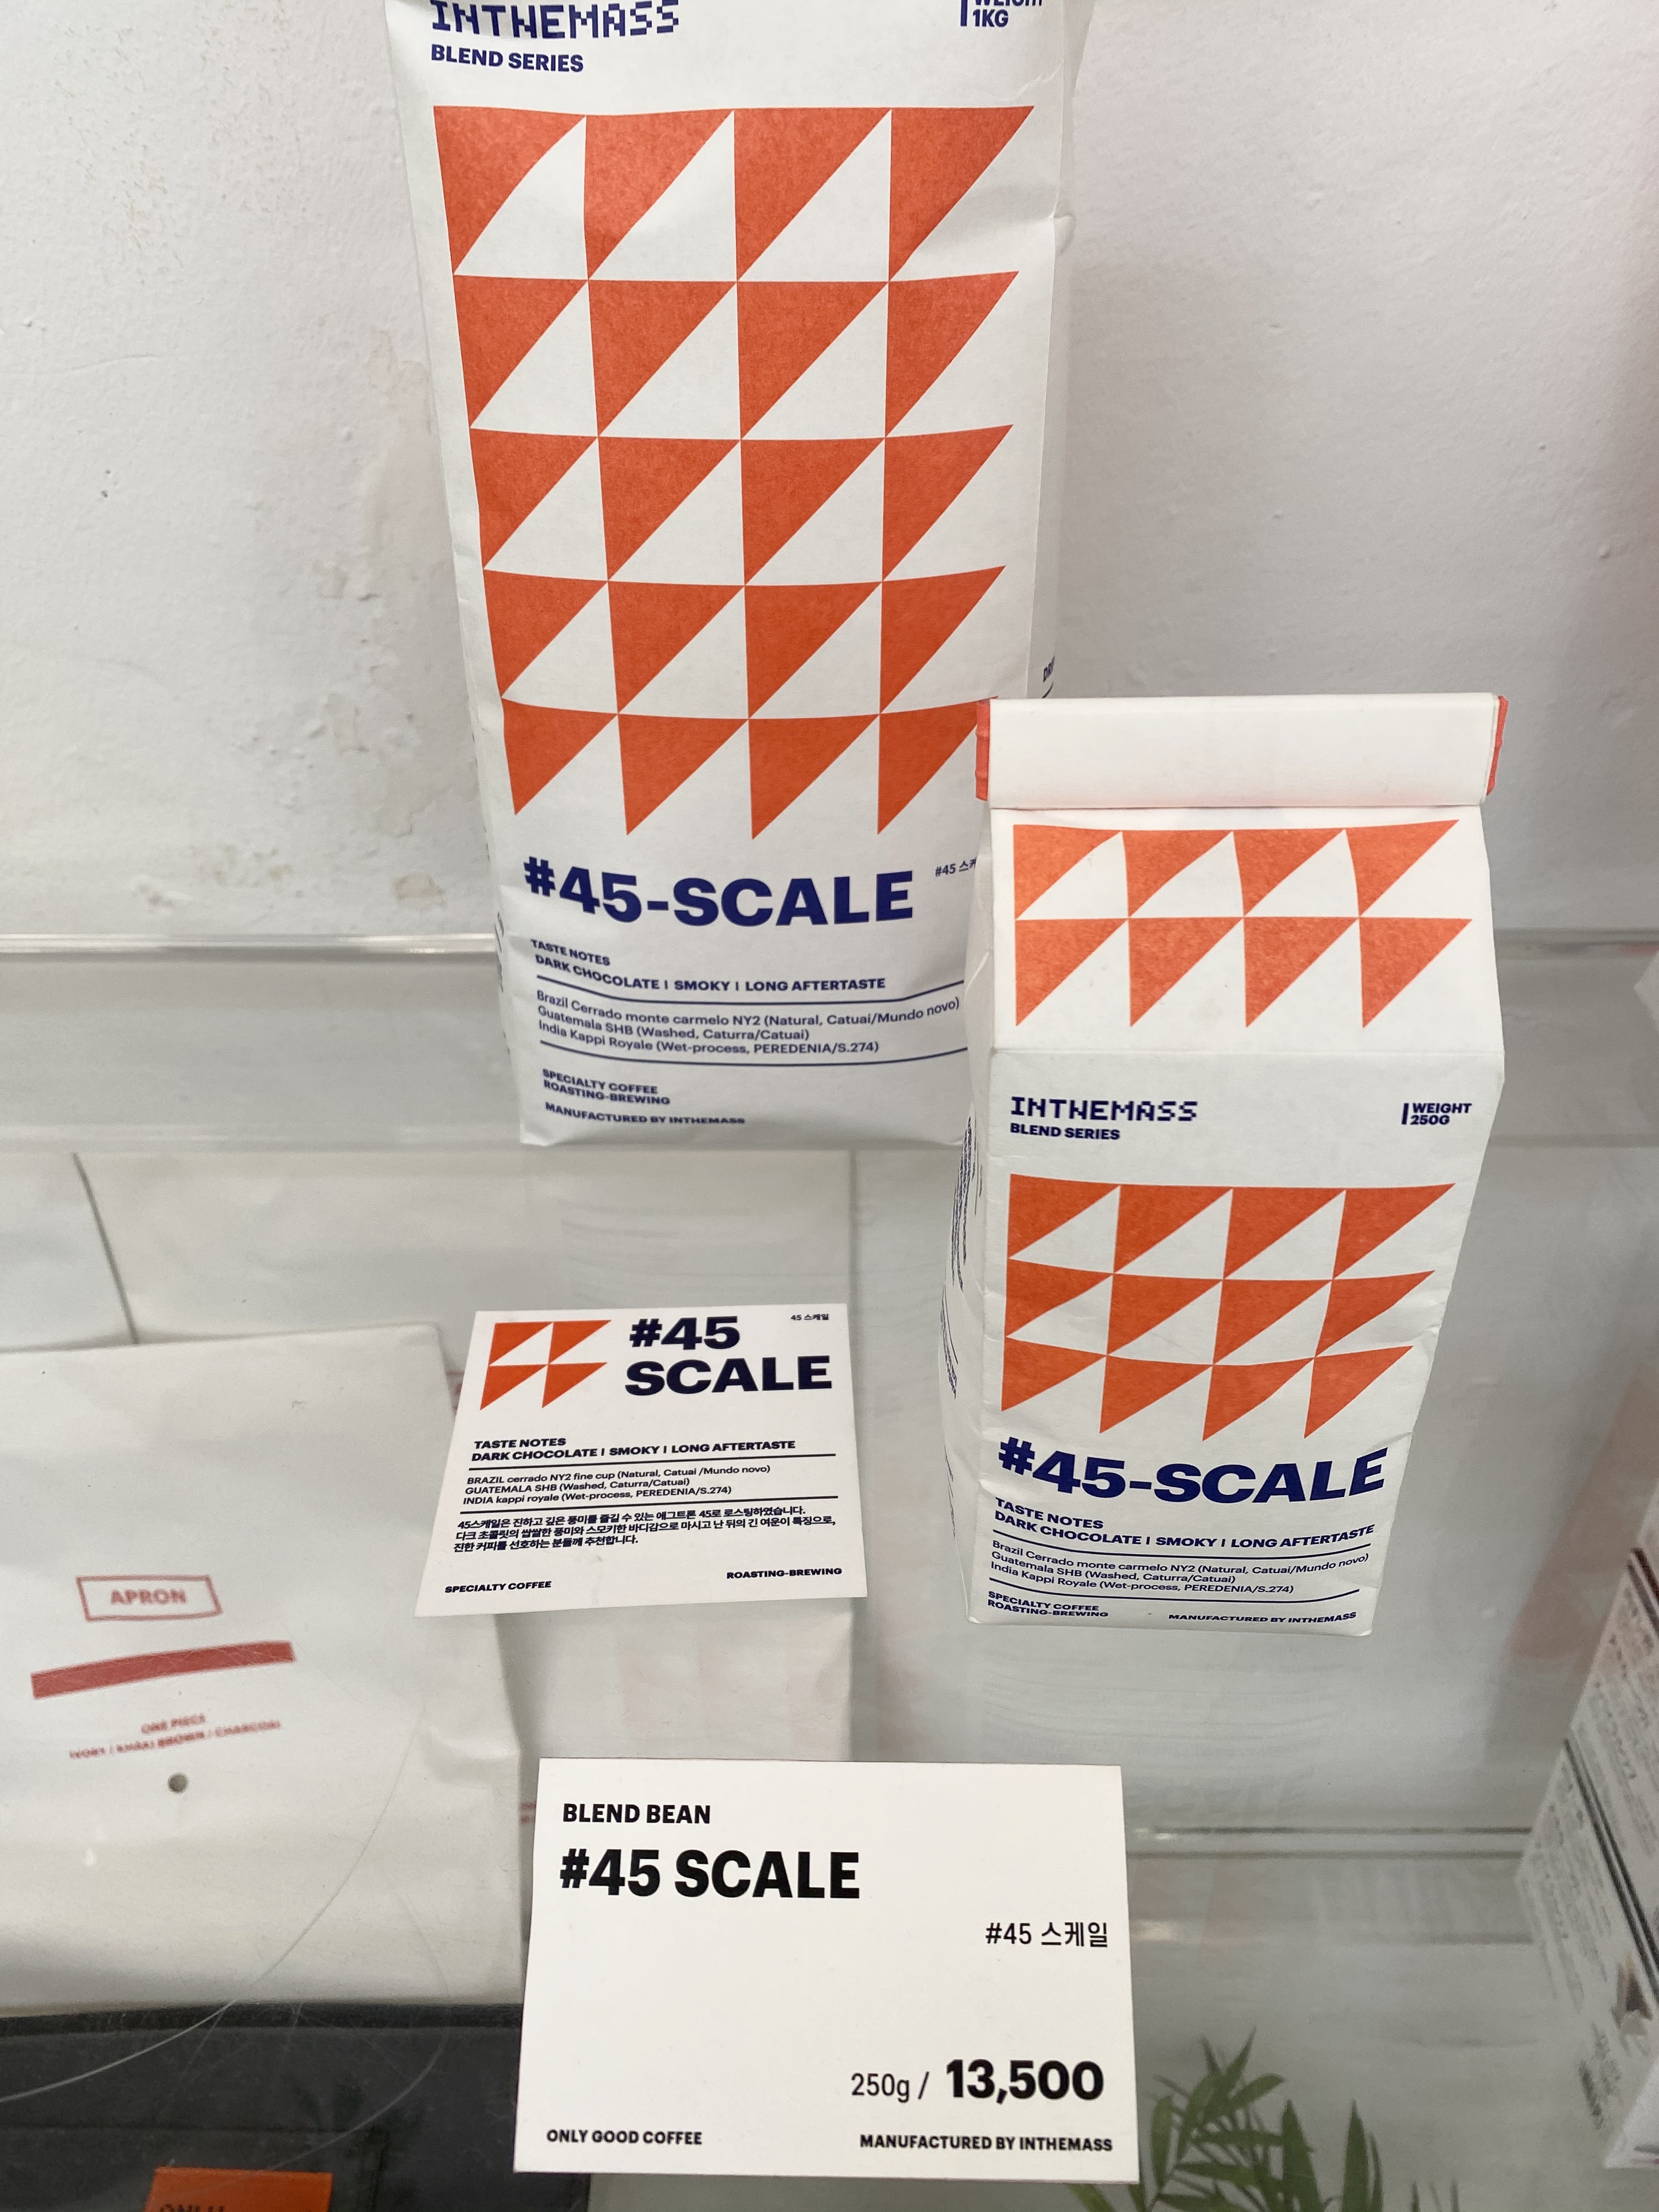 INTHEMASS
BLEND SERIES
WEIGHT
1KG
#45-SCALE
TASTE NOTES
DARK CHOCOLATE | SMOKY | LONG AFTERTASTE
Brazil Cerrado monte carmelo NY2 (Natural, Catuai/Mundo novo)
Guatemala SHB (Washed, Caturra/Catuai)
India Kappi Royale (Wet-process, PEREDENIA/S.274)
SPECIALTY COFFEE
ROASTING-BREWING
MANUFACTURED BY INTHEMASS
INTHEMASS
BLEND SERIES
WEIGHT
250G
#45-SCALE
TASTE NOTES
DARK CHOCOLATE | SMOKY | LONG AFTERTASTE
Brazil Cerrado monte carmelo NY2 (Natural, Catuai/Mundo novo)
Guatemala SHB (Washed, Caturra/Catuai)
India Kappi Royale (Wet-process, PEREDENIA/S.274)
SPECIALTY COFFEE
ROASTING-BREWING
MANUFACTURED BY INTHEMASS
#45
SCALE
45 스케일
TASTE NOTES
DARK CHOCOLATE | SMOKY | LONG AFTERTASTE
BRAZIL cerrado NY2 fine cup (Natural, Catuai /Mundo novo)
GUATEMALA SHB (Washed, Caturra/Catuai)
INDIA kappi royale (Wet-process, PEREDENIA/S.274)
45스케일은 진하고 깊은 풍미를 즐길 수 있는 애그트론 45로 로스팅하였습니다.
다크 초콜릿의 쌉쌀한 풍미와 스모키한 바디감으로 마시고 난 뒤의 긴 여운이 특징으로,
진한 커피를 선호하는 분들께 추천합니다.
SPECIALTY COFFEE
ROASTING-BREWING
APRON
ONE PIECE
IVORY / KHAKI BROWN / CHARCOAL
BLEND BEAN
#45 SCALE
#45 스케일
250g / 13,500
ONLY GOOD COFFEE
MANUFACTURED BY INTHEMASS